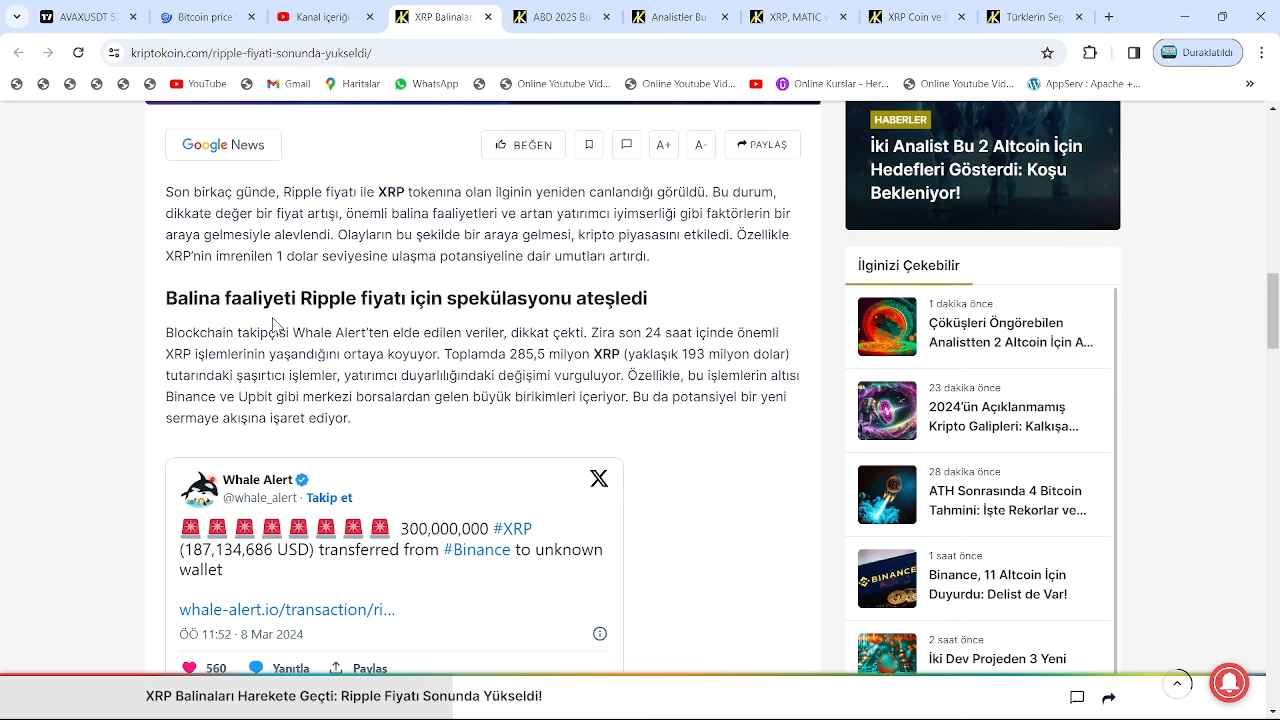 AVAXUSDT 5
Bitcoin price
Kanal içeriği -
XRP Balinaları
ABD 2025 Bü
Analistler Bu
XRP, MATIC v
XRP Coin ve
Türklerin Sep
kriptokoin.com/ripple-fiyati-sonunda-yukseldi/
Duraklatıldı
YouTube
Gmail
Haritalar
WhatsApp
Online Youtube Vid...
Online Youtube Vid...
Online Kurslar - Her...
Online Youtube Vid...
AppServ : Apache +...
Google News
BEĞEN
A+
A-
PAYLAŞ
Son birkaç günde, Ripple fiyatı ile XRP tokenına olan ilginin yeniden canlandığı görüldü. Bu durum,
dikkate değer bir fiyat artışı, önemli balina faaliyetleri ve artan yatırımcı iyimserliği gibi faktörlerin bir
araya gelmesiyle alevlendi. Olayların bu şekilde bir araya gelmesi, kripto piyasasını etkiledi. Özellikle
XRP'nin imrenilen 1 dolar seviyesine ulaşma potansiyeline dair umutları artırdı.
Balina faaliyeti Ripple fiyatı için spekülasyonu ateşledi
Blockchain takipçisi Whale Alert'ten elde edilen veriler, dikkat çekti. Zira son 24 saat içinde önemli
XRP işlemlerinin yaşandığını ortaya koyuyor. Toplamda 285,5 milyon XRP (yaklaşık 193 milyon dolar)
tutarındaki şaşırtıcı işlemler, yatırımcı duyarlılığındaki değişimi vurguluyor. Özellikle, bu işlemlerin altısı
Binance ve Upbit gibi merkezi borsalardan gelen büyük birikimleri içeriyor. Bu da potansiyel bir yeni
sermaye akışına işaret ediyor.
Whale Alert
@whale_alert · Takip et
300,000,000 #XRP
(187,134,686 USD) transferred from #Binance to unknown
wallet
whale-alert.io/transaction/ri...
ÖÖ 11:52 · 8 Mar 2024
560 Yanıtla Paylaş
HABERLER
İki Analist Bu 2 Altcoin İçin
Hedefleri Gösterdi: Koşu
Bekleniyor!
İlginizi Çekebilir
1 dakika önce
Çöküşleri Öngörebilen
Analistten 2 Altcoin İçin A...
23 dakika önce
2024'ün Açıklanmamış
Kripto Galipleri: Kalkışa...
28 dakika önce
ATH Sonrasında 4 Bitcoin
Tahmini: İşte Rekorlar ve...
BINANCE
1 saat önce
Binance, 11 Altcoin İçin
Duyurdu: Delist de Var!
2 saat önce
İki Dev Projeden 3 Yeni
XRP Balinaları Harekete Geçti: Ripple Fiyatı Sonunda Yükseldi!